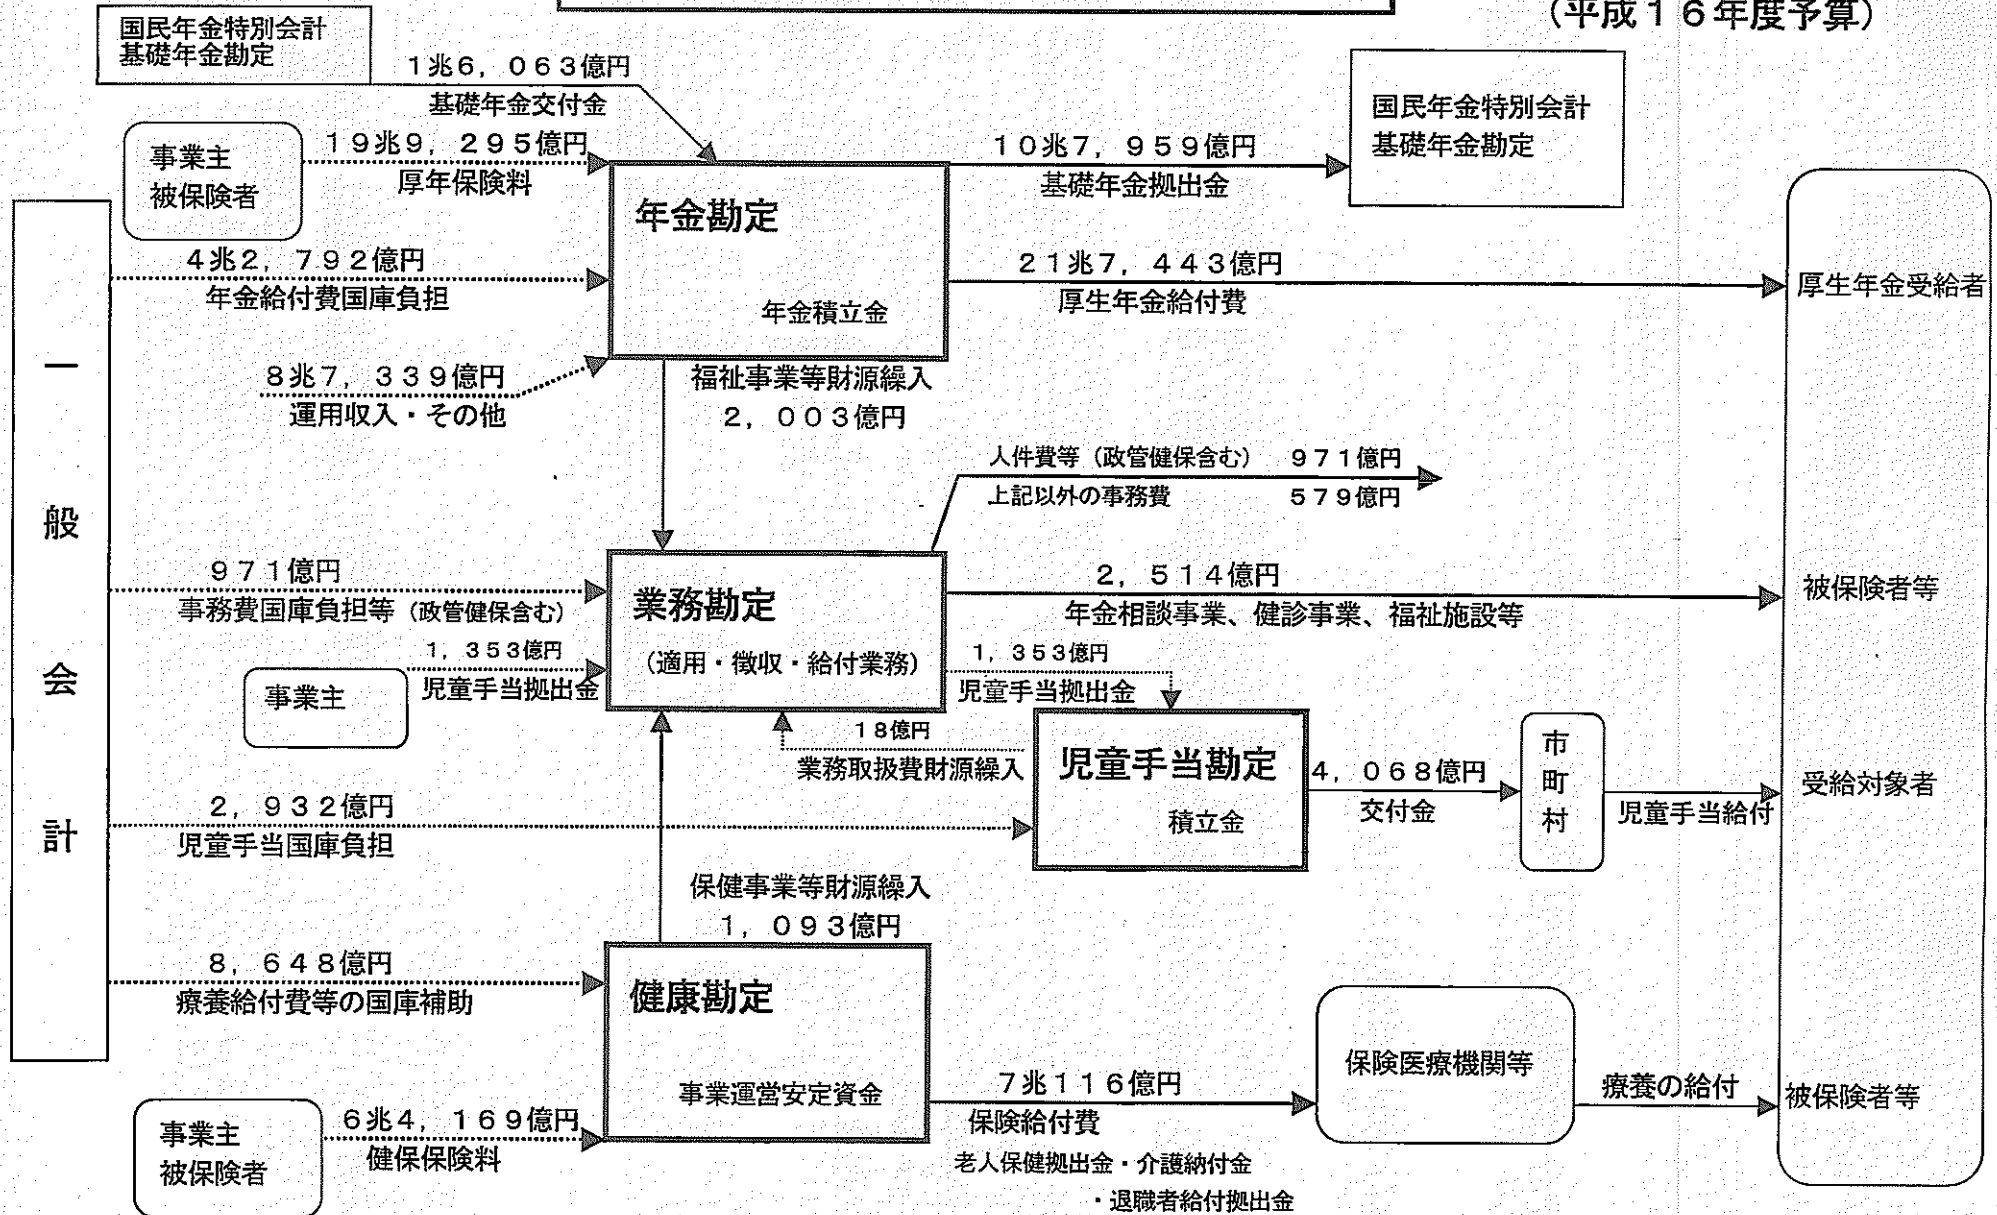 （平成１６年度予算）
国民年金特別会計
基礎年金勘定
１兆６，０６３億円
基礎年金交付金
事業主
被保険者
１９兆９，２９５億円
厚年保険料
１０兆７，９５９億円
基礎年金拠出金
国民年金特別会計
基礎年金勘定
年金勘定
年金積立金
４兆２，７９２億円
年金給付費国庫負担
２１兆７，４４３億円
厚生年金給付費
厚生年金受給者
８兆７，３３９億円
運用収入・その他
福祉事業等財源繰入
２，００３億円
人件費等（政管健保含む） ９７１億円
上記以外の事務費 ５７９億円
一般会計
９７１億円
事務費国庫負担等（政管健保含む）
業務勘定
（適用・徴収・給付業務）
２，５１４億円
年金相談事業、健診事業、福祉施設等
被保険者等
事業主
１，３５３億円
児童手当拠出金
１，３５３億円
児童手当拠出金
１８億円
業務取扱費財源繰入
児童手当勘定
積立金
４，０６８億円
交付金
市町村
児童手当給付
受給対象者
２，９３２億円
児童手当国庫負担
保健事業等財源繰入
１，０９３億円
８，６４８億円
療養給付費等の国庫補助
健康勘定
事業運営安定資金
事業主
被保険者
６兆４，１６９億円
健保保険料
７兆１１６億円
保険給付費
老人保健拠出金・介護納付金
・退職者給付拠出金
保険医療機関等
療養の給付
被保険者等